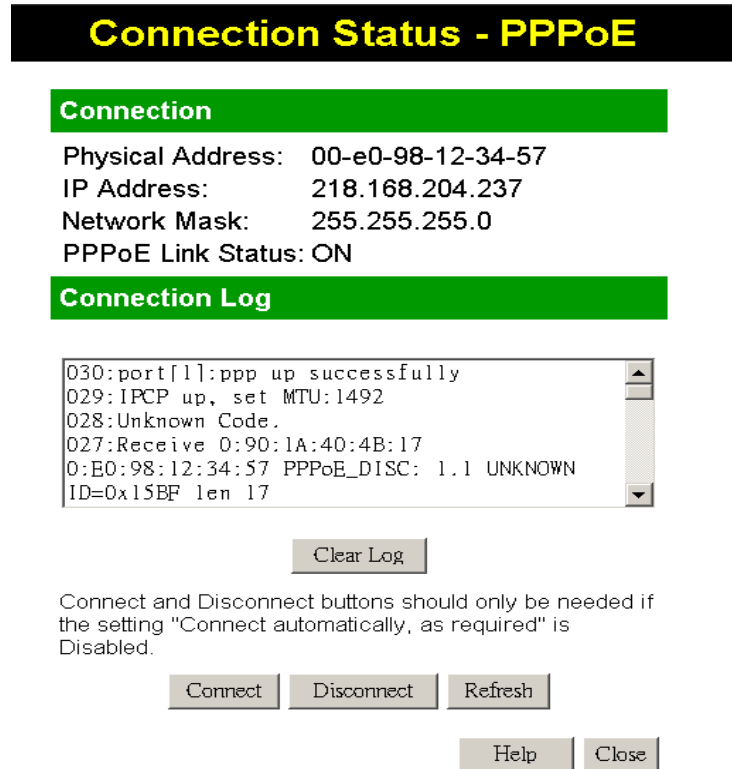 Connection Status - PPPoE
Connection
Physical Address: 00-e0-98-12-34-57
IP Address: 218.168.204.237
Network Mask: 255.255.255.0
PPPoE Link Status: ON
Connection Log
030:port[1]:ppp up successfully
029:IPCP up, set MTU:1492
028:Unknown Code.
027:Receive 0:90:1A:40:4B:17
0:E0:98:12:34:57 PPPoE_DISC: 1.1 UNKNOWN
ID=0x15BF len 17
Clear Log
Connect and Disconnect buttons should only be needed if
the setting "Connect automatically, as required" is
Disabled.
Connect Disconnect Refresh
Help Close